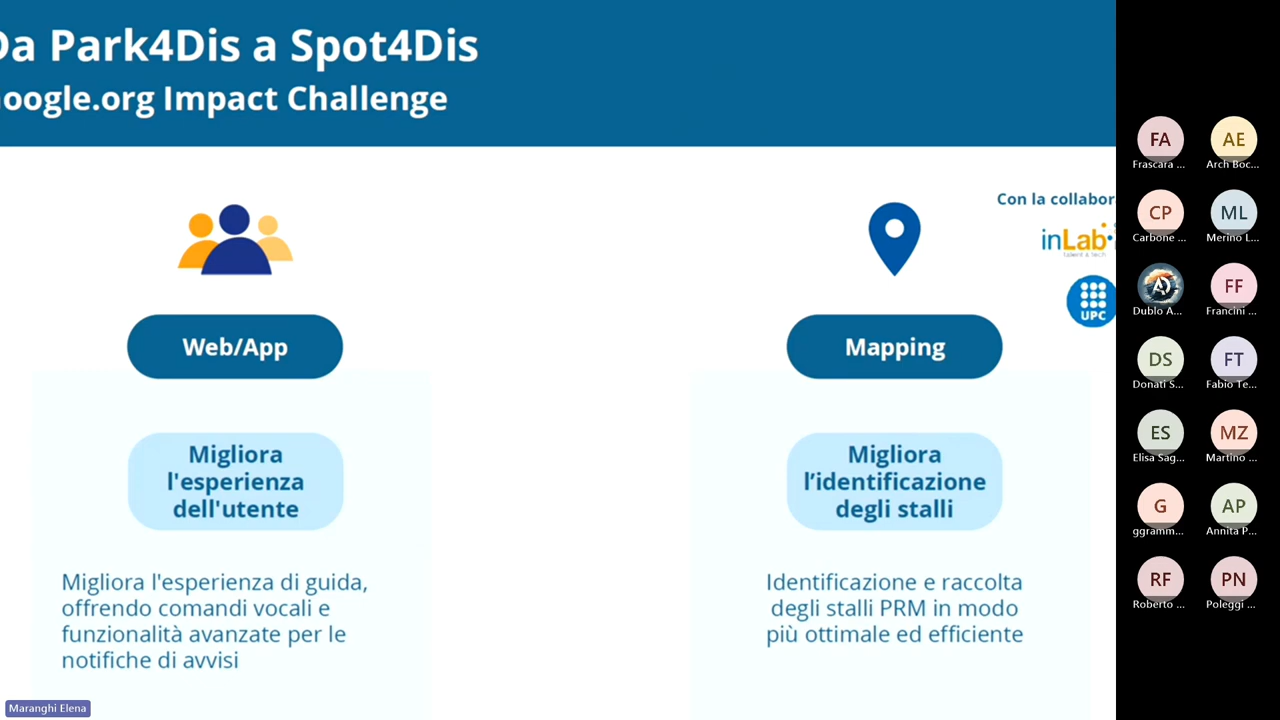 Da Park4Dis a Spot4Dis
oogle.org Impact Challenge
Con la collabor
inLab
talent & tech
UPC
Web/App
Mapping
Migliora
l'esperienza
dell'utente
Migliora
l’identificazione
degli stalli
Migliora l'esperienza di guida,
offrendo comandi vocali e
funzionalità avanzate per le
notifiche di avvisi
Identificazione e raccolta
degli stalli PRM in modo
più ottimale ed efficiente
Maranghi Elena
FA
AE
Frascara ...
Arch Boc...
CP
ML
Carbone ...
Merino L...
Dublo A...
FF
Francini ...
DS
FT
Donati S...
Fabio Te...
ES
MZ
Elisa Sag...
Martino ...
G
AP
ggramm...
Annita P...
RF
PN
Roberto ...
Poleggi ...